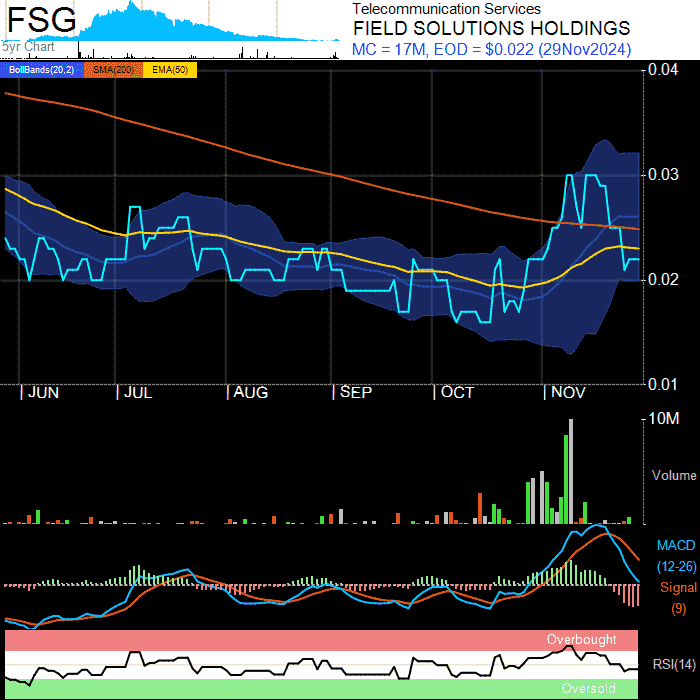 FSG
5yr Chart
Telecommunication Services
FIELD SOLUTIONS HOLDINGS
MC = 17M, EOD = $0.022 (29Nov2024)
BollBands(20,2) SMA(200) EMA(50)
0.04
0.03
0.02
0.01
| JUN | JUL | AUG | SEP | OCT | NOV
10M
Volume
MACD
(12-26)
Signal
(9)
Overbought
RSI(14)
Oversold